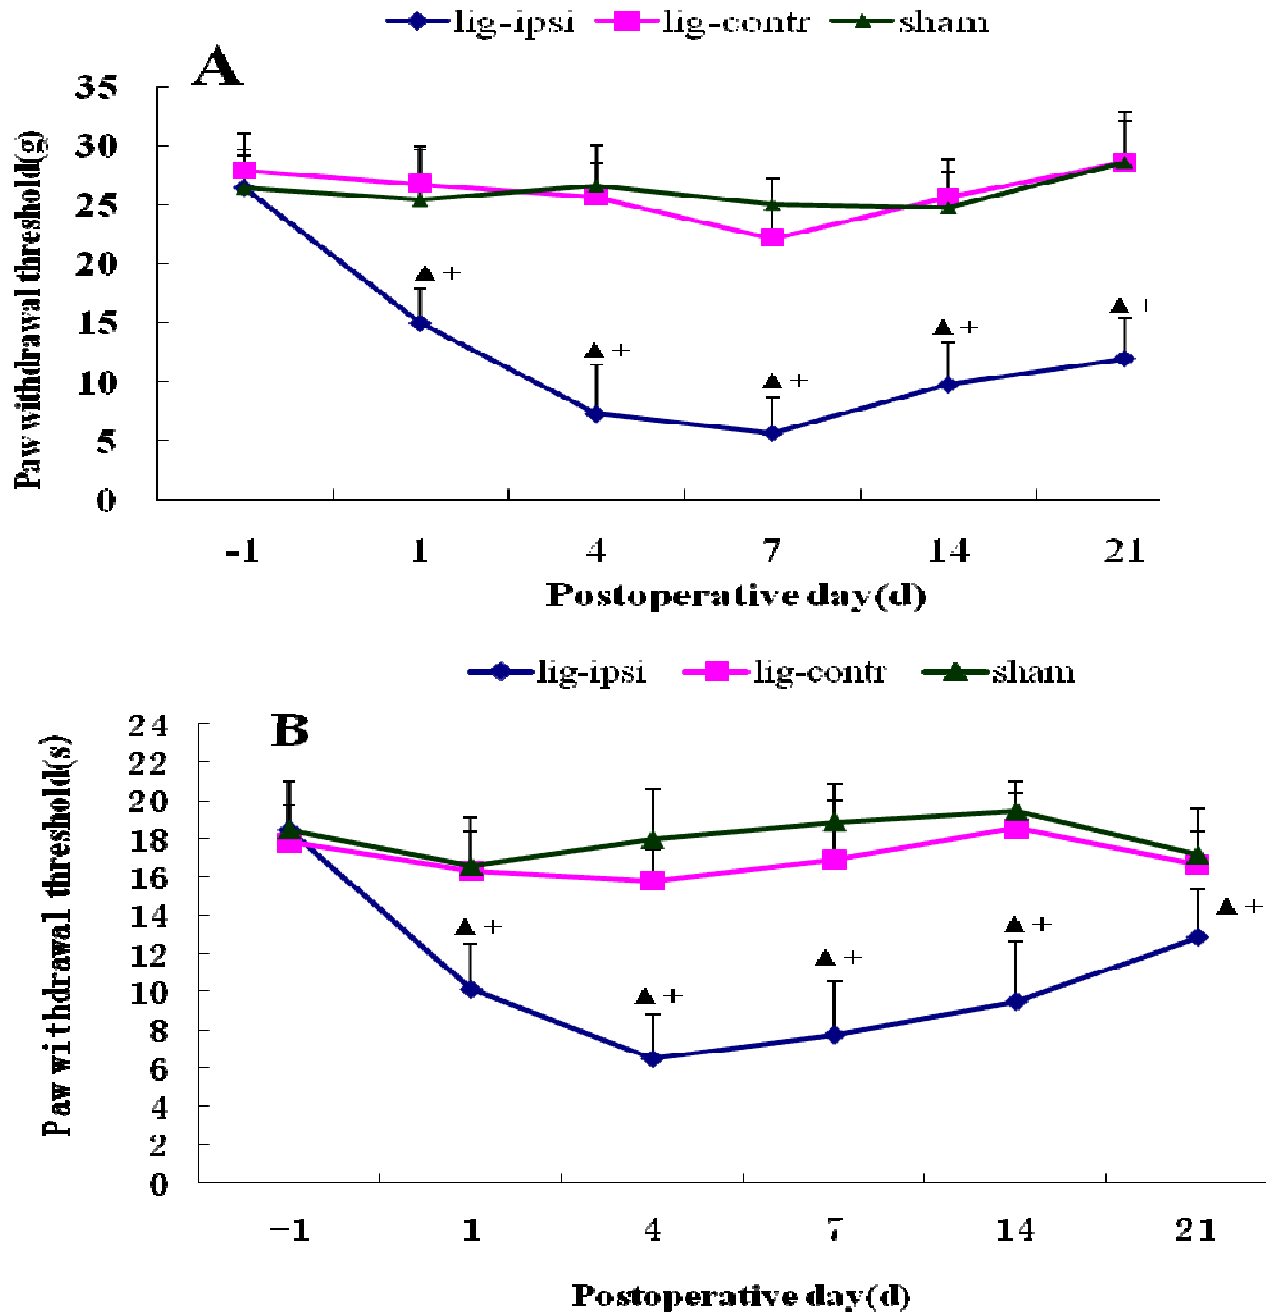 lig-ipsi lig-contr sham
A
35
30
25
20
15
10
5
0
Paw withdrawal threshold(g)
-1 1 4 7 14 21
Postoperative day(d)
lig-ipsi lig-contr sham
B
24
22
20
18
16
14
12
10
8
6
4
2
0
Paw withdrawal threshold(s)
-1 1 4 7 14 21
Postoperative day(d)